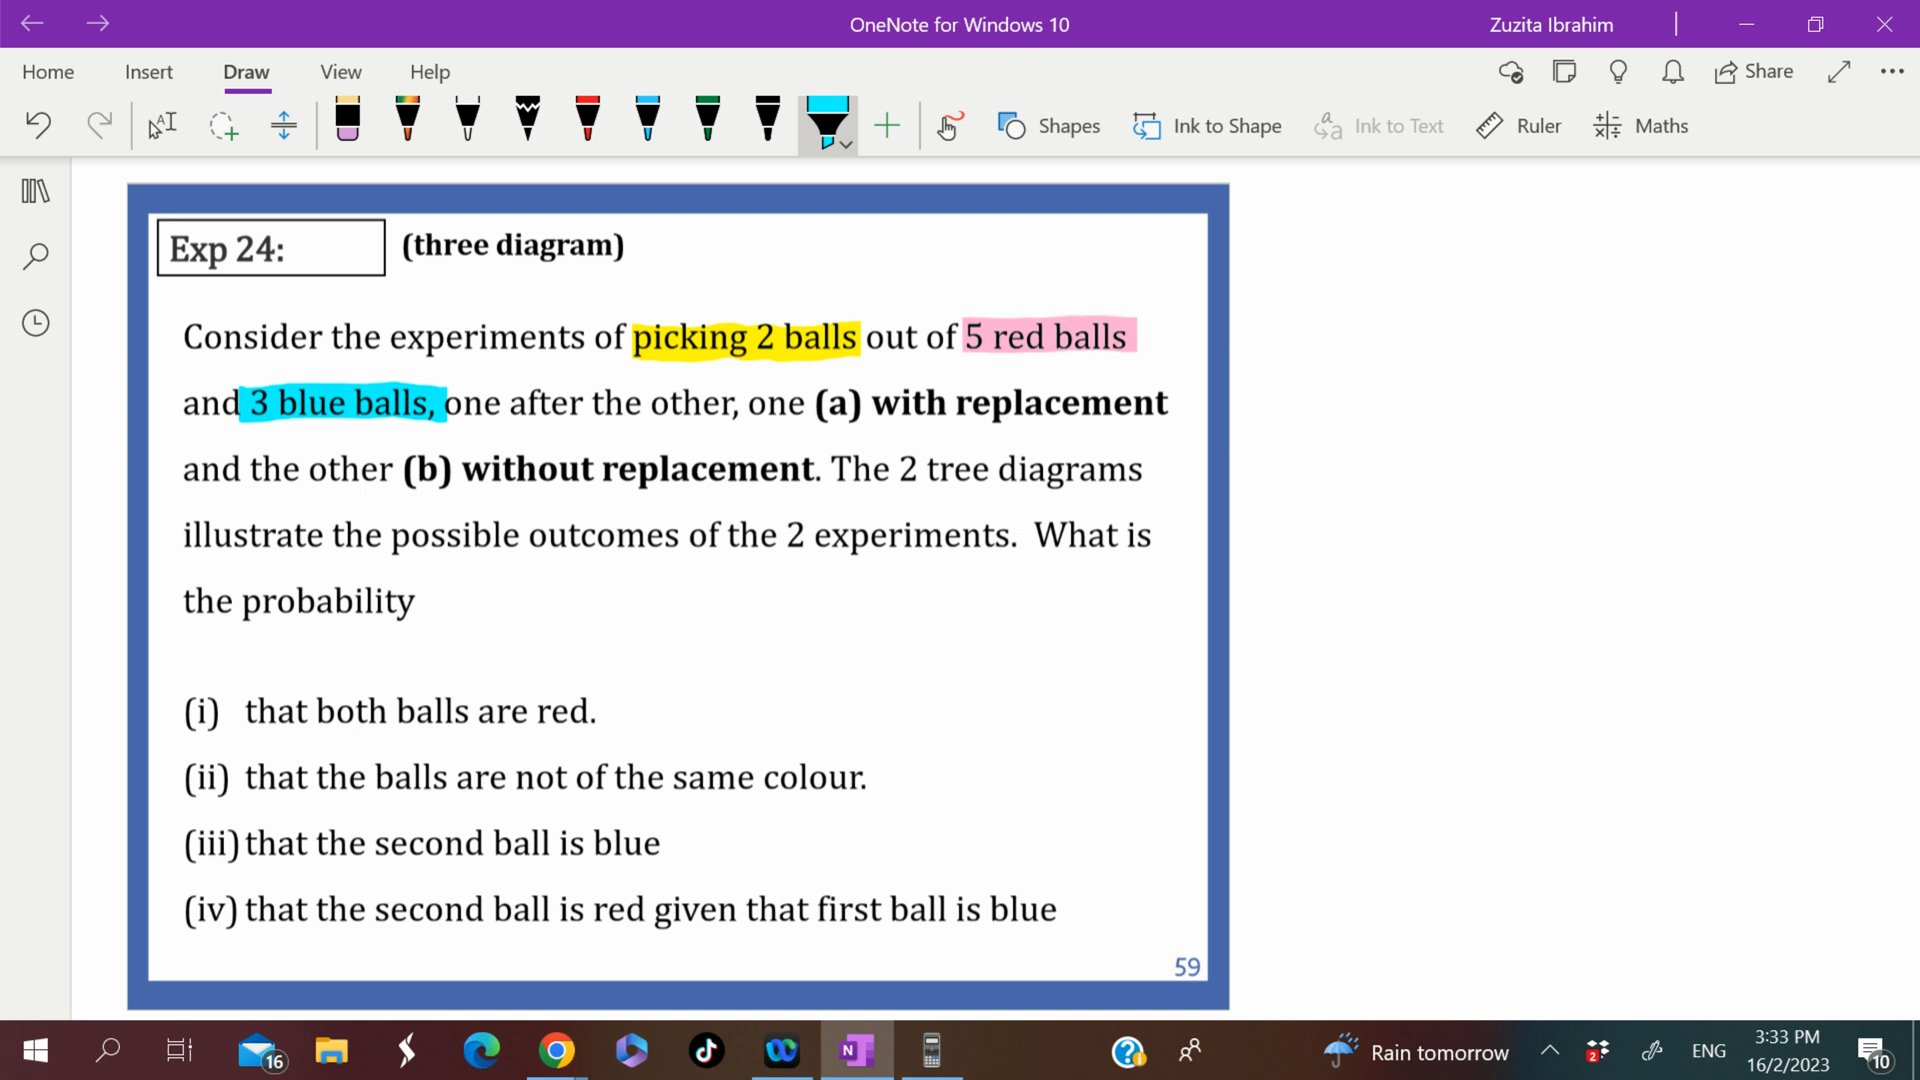 OneNote for Windows 10
Zuzita Ibrahim
Home Insert Draw View Help
Share
Shapes Ink to Shape Ink to Text Ruler Maths
Exp 24: (three diagram)
Consider the experiments of picking 2 balls out of 5 red balls
and 3 blue balls, one after the other, one (a) with replacement
and the other (b) without replacement. The 2 tree diagrams
illustrate the possible outcomes of the 2 experiments. What is
the probability
(i) that both balls are red.
(ii) that the balls are not of the same colour.
(iii) that the second ball is blue
(iv) that the second ball is red given that first ball is blue
59
16
N
Rain tomorrow
2
ENG
3:33 PM
16/2/2023
10